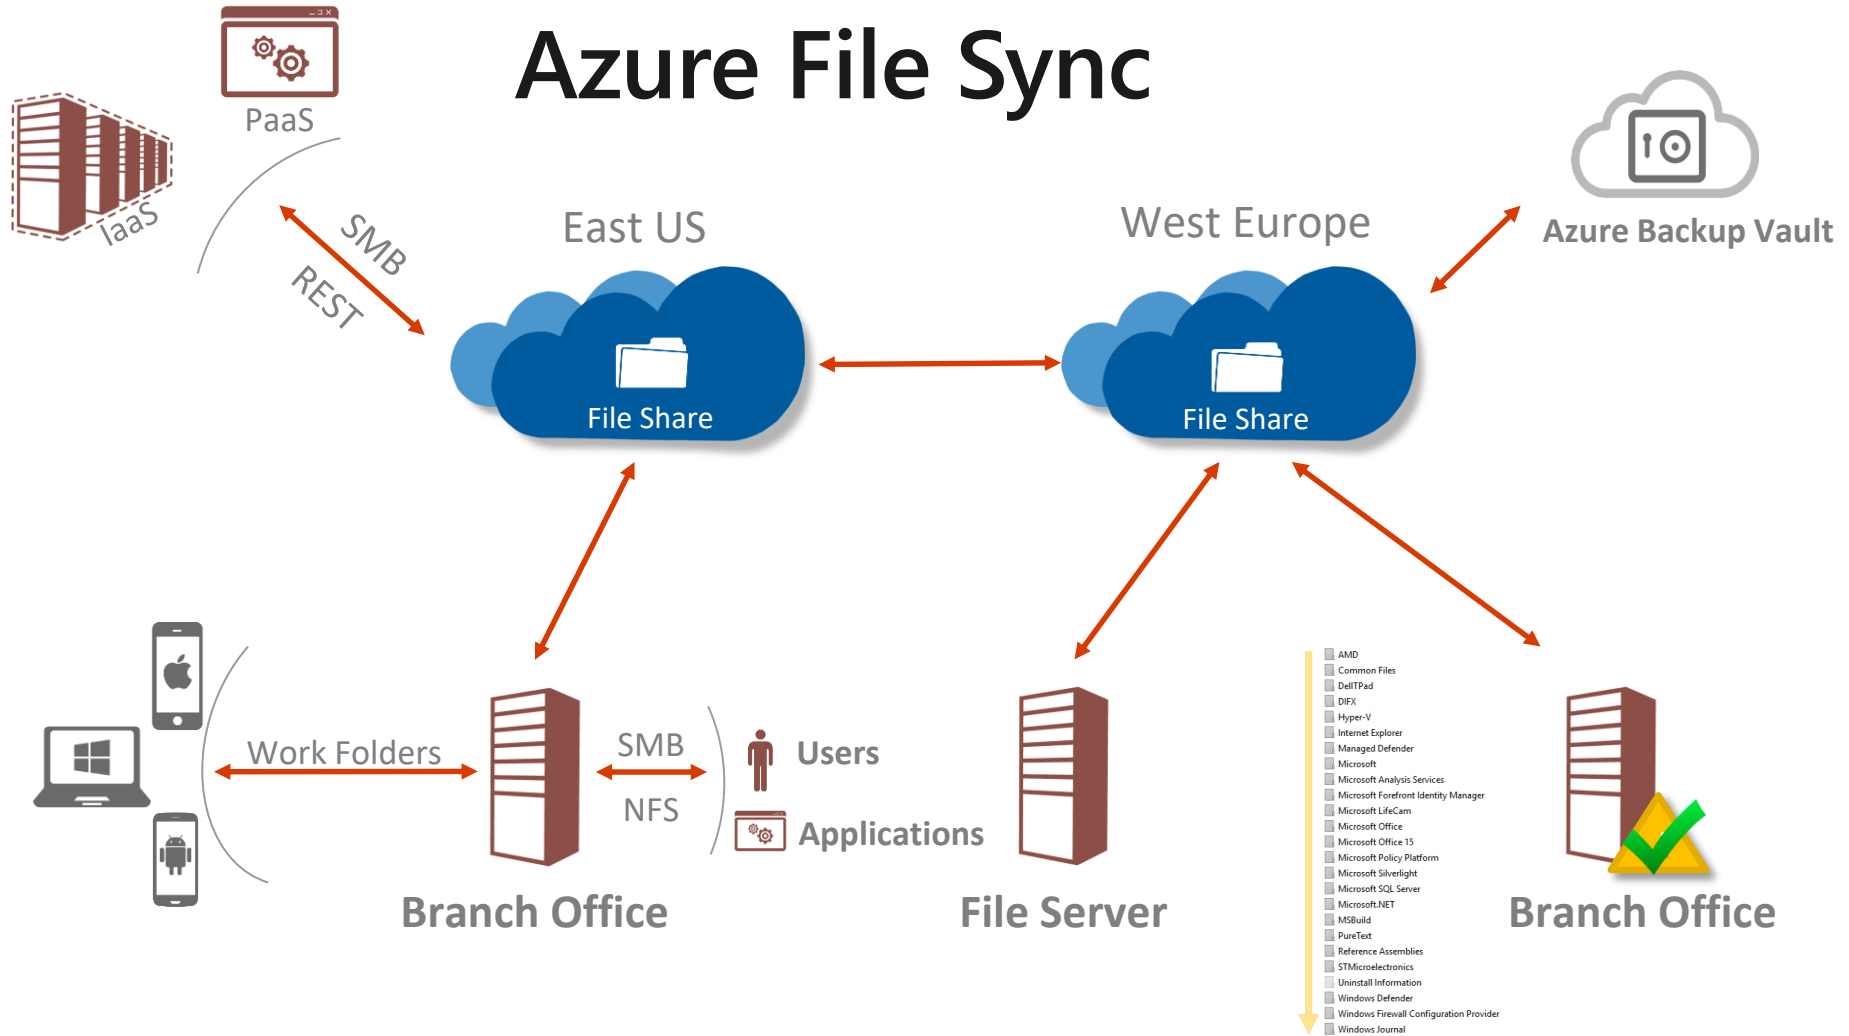 Azure File Sync
PaaS
IaaS
SMB
REST
East US
West Europe
Azure Backup Vault
File Share
File Share
Work Folders
SMB
NFS
Users
Applications
Branch Office
File Server
Branch Office
AMD
Common Files
DellTPad
DIFX
Hyper-V
Internet Explorer
Managed Defender
Microsoft
Microsoft Analysis Services
Microsoft Forefront Identity Manager
Microsoft LifeCam
Microsoft Office
Microsoft Office 15
Microsoft Policy Platform
Microsoft Silverlight
Microsoft SQL Server
Microsoft.NET
MSBuild
PureText
Reference Assemblies
STMicroelectronics
Uninstall Information
Windows Defender
Windows Firewall Configuration Provider
Windows Journal